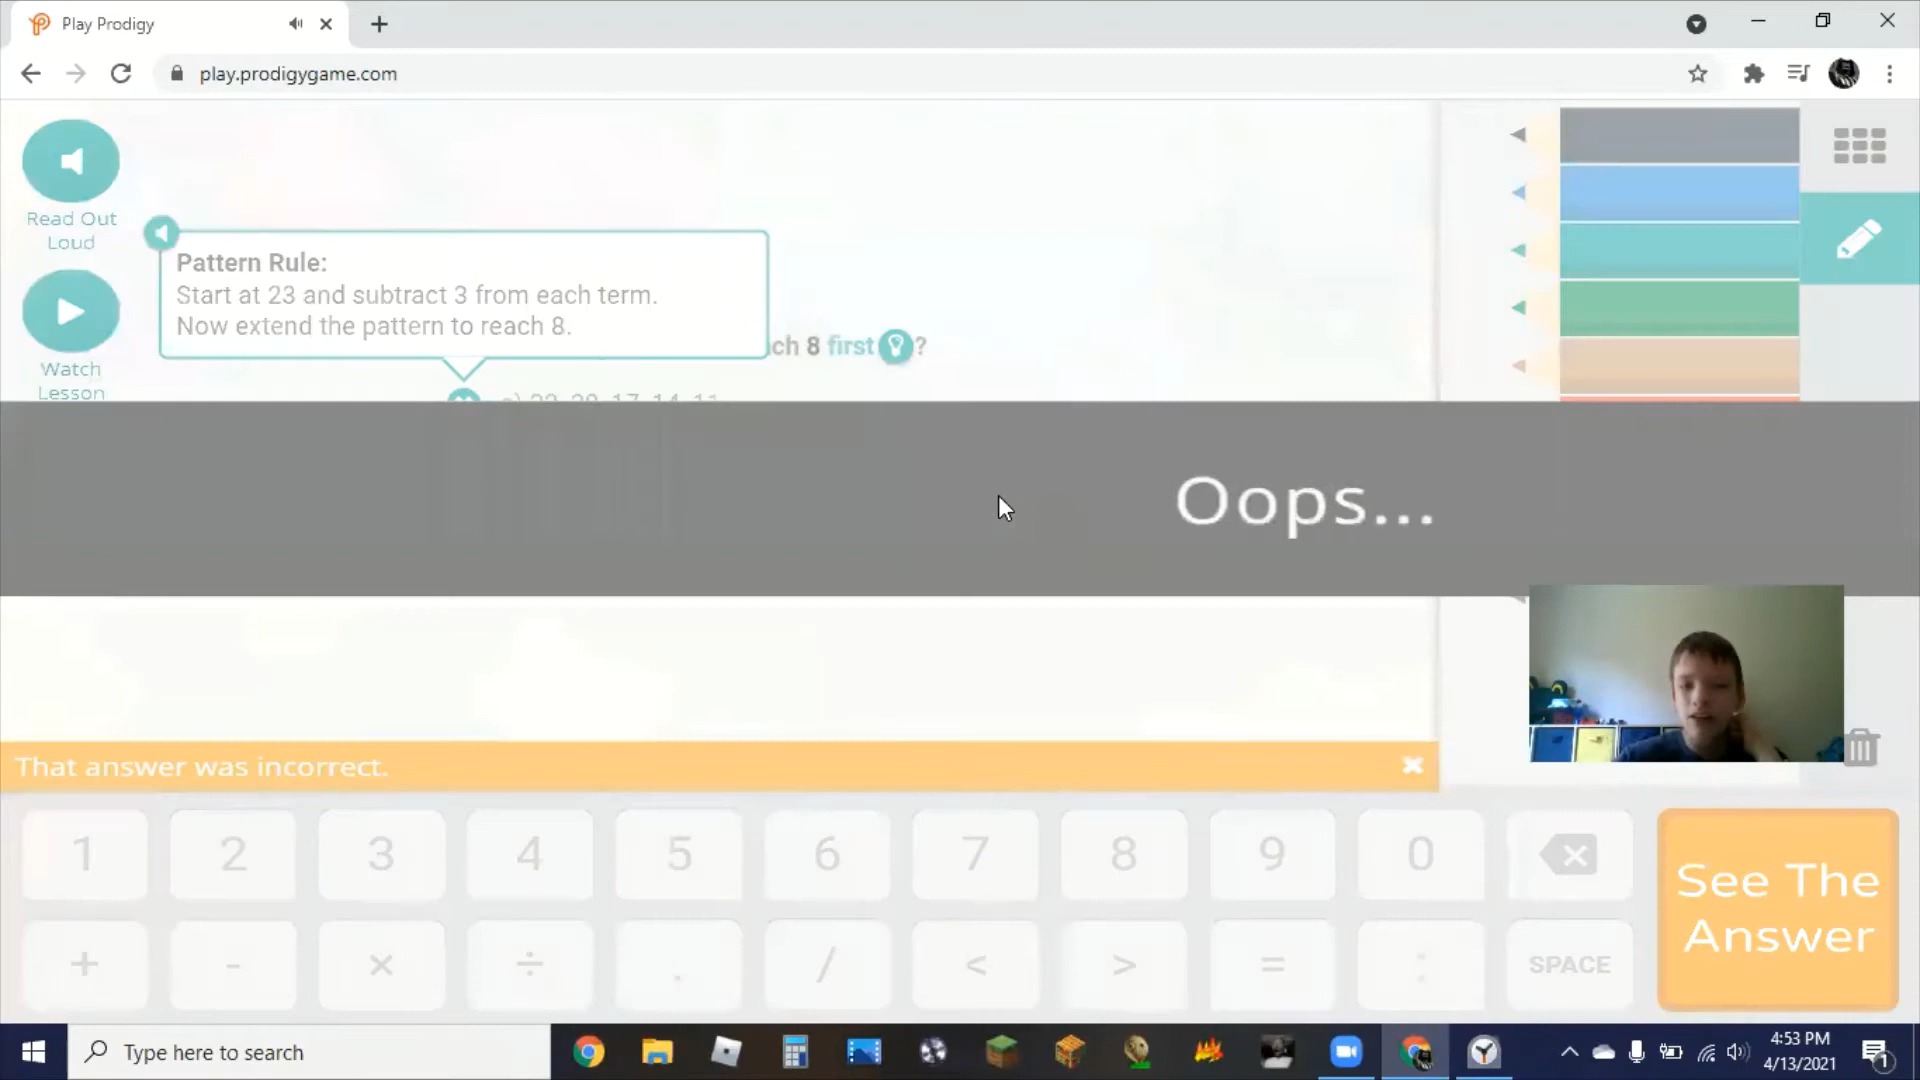 Play Prodigy
play.prodigygame.com
Read Out
Loud
Watch
Lesson
Pattern Rule:
Start at 23 and subtract 3 from each term.
Now extend the pattern to reach 8.
ch 8 first ?
Oops...
That answer was incorrect.
1 2 3 4 5 6 7 8 9 0
+ - × ÷ . / < > = : SPACE
See The
Answer
Type here to search
4:53 PM
4/13/2021
1